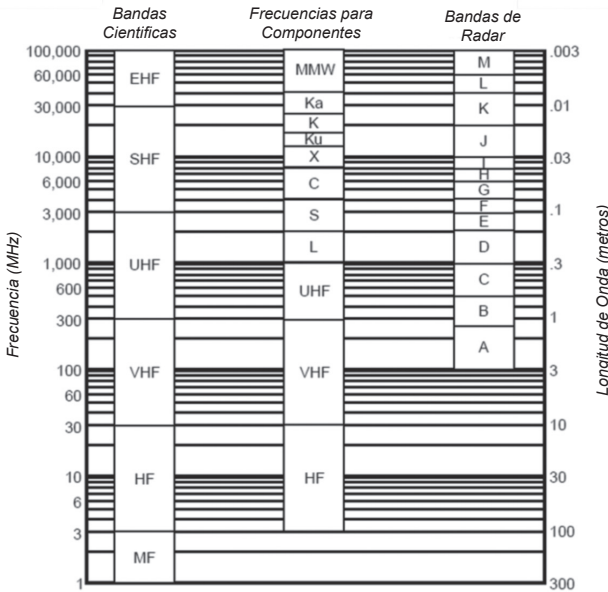 Bandas
Cientificas
Frecuencias para
Componentes
Bandas de
Radar
Frecuencia (MHz)
100,000
60,000
30,000
10,000
6,000
3,000
1,000
600
300
100
60
30
10
6
3
1
EHF
SHF
UHF
VHF
HF
MF
MMW
Ka
K
Ku
X
C
S
L
UHF
VHF
HF
M
L
K
J
I
H
G
F
E
D
C
B
A
.003
.01
.03
.1
.3
1
3
10
30
100
300
Longitud de Onda (metros)